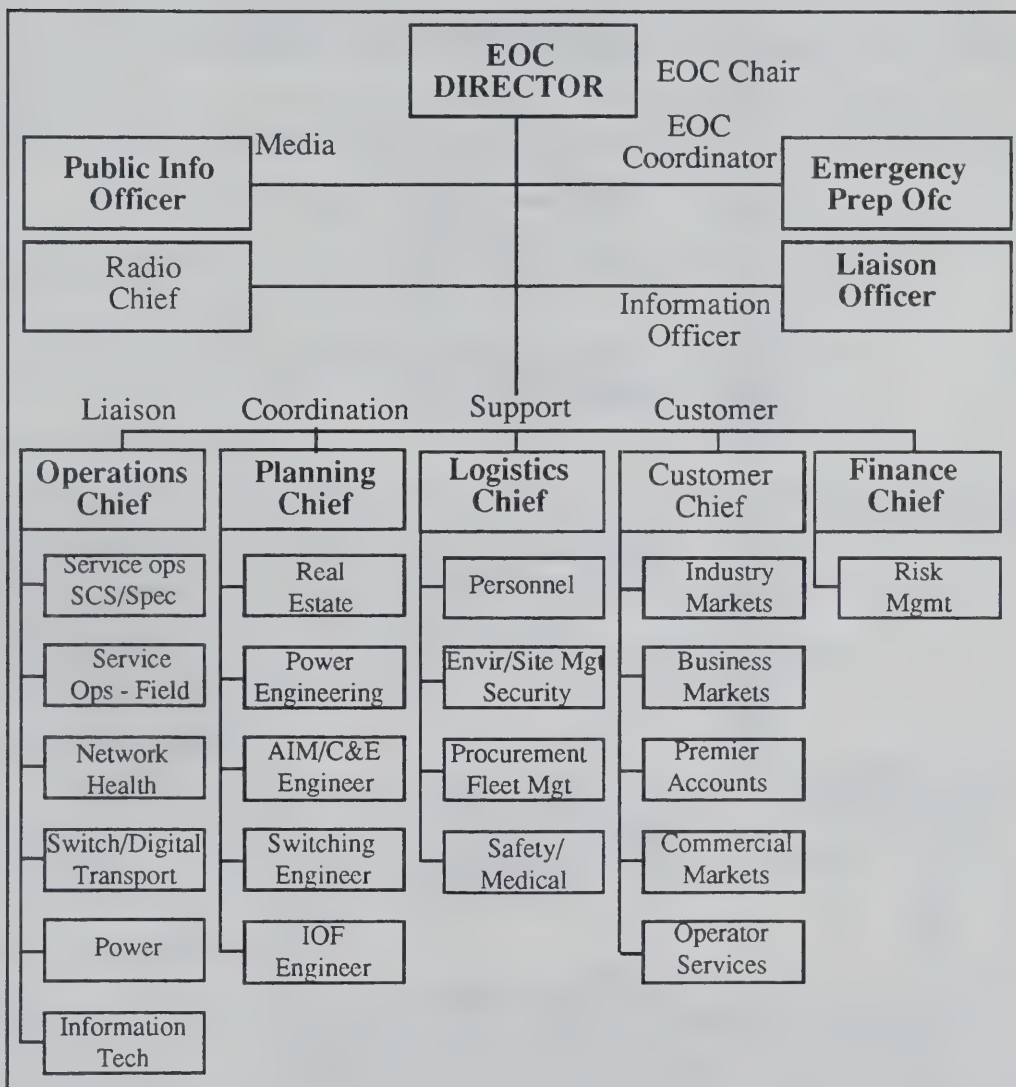 EOC
DIRECTOR
EOC Chair
Media
EOC
Coordinator
Public Info
Officer
Emergency
Prep Ofc
Radio
Chief
Liaison
Officer
Information
Officer
Liaison
Coordination
Support
Customer
Operations
Chief
Service ops
SCS/Spec
Service
Ops - Field
Network
Health
Switch/Digital
Transport
Power
Information
Tech
Planning
Chief
Real
Estate
Power
Engineering
AIM/C&E
Engineer
Switching
Engineer
IOF
Engineer
Logistics
Chief
Personnel
Envir/Site Mgt
Security
Procurement
Fleet Mgt
Safety/
Medical
Customer
Chief
Industry
Markets
Business
Markets
Premier
Accounts
Commercial
Markets
Operator
Services
Finance
Chief
Risk
Mgmt